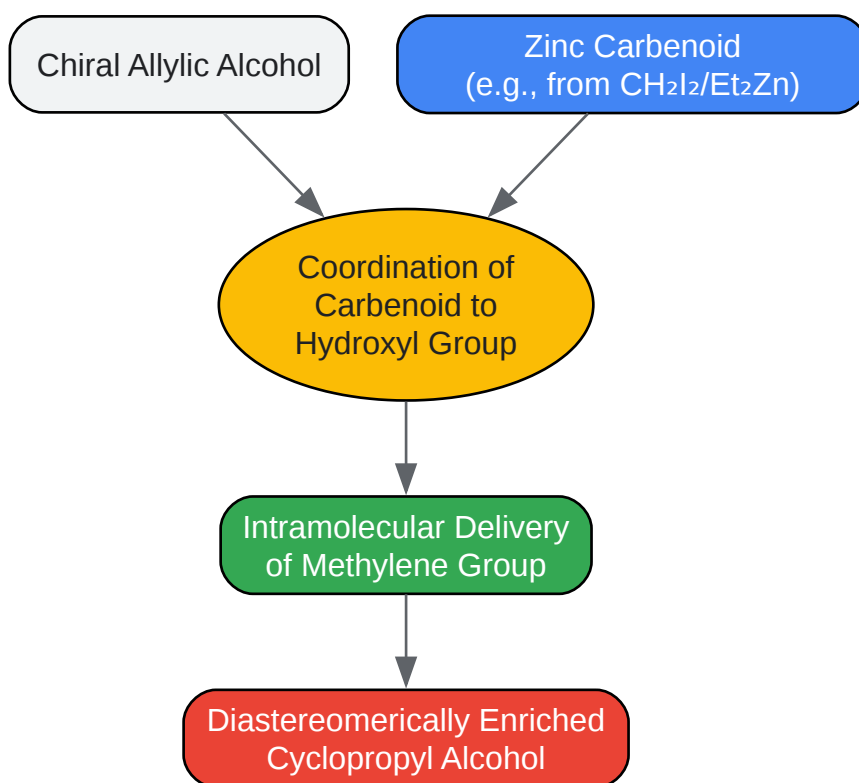 Chiral Allylic Alcohol
Zinc Carbenoid
(e.g., from CH₂I₂/Et₂Zn)
Coordination of
Carbenoid to
Hydroxyl Group
Intramolecular Delivery
of Methylene Group
Diastereomerically Enriched
Cyclopropyl Alcohol